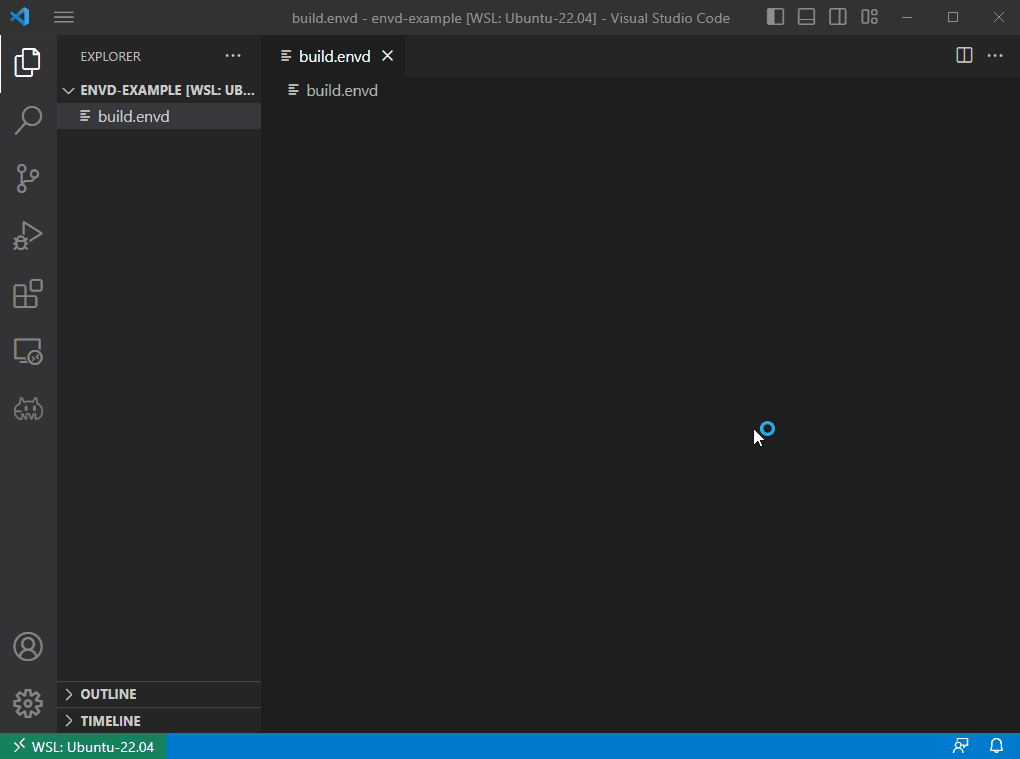 build.envd - envd-example [WSL: Ubuntu-22.04] - Visual Studio Code
EXPLORER
build.envd
ENVD-EXAMPLE [WSL: UB...
build.envd
build.envd
OUTLINE
TIMELINE
WSL: Ubuntu-22.04